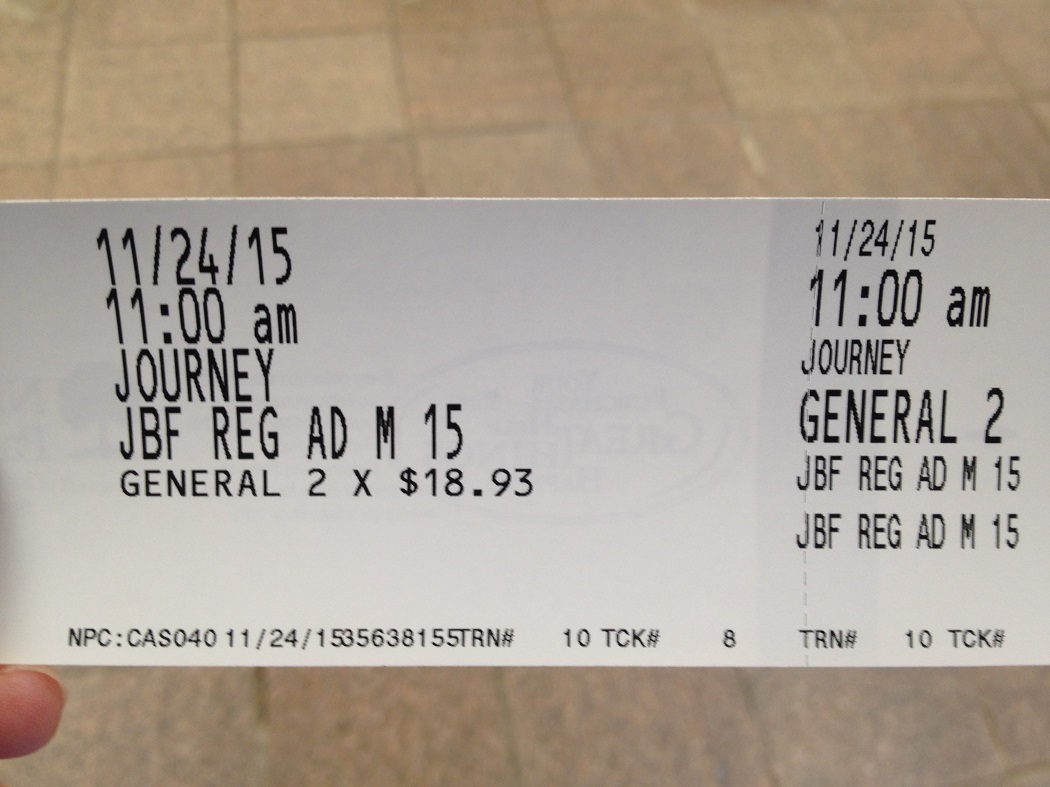 11/24/15
11:00 am
JOURNEY
JBF REG AD M 15
GENERAL 2 X $18.93
NPC:CAS040 11/24/1535638155TRN# 10 TCK# 8
11/24/15
11:00 am
JOURNEY
GENERAL 2
JBF REG AD M 15
JBF REG AD M 15
TRN# 10 TCK#